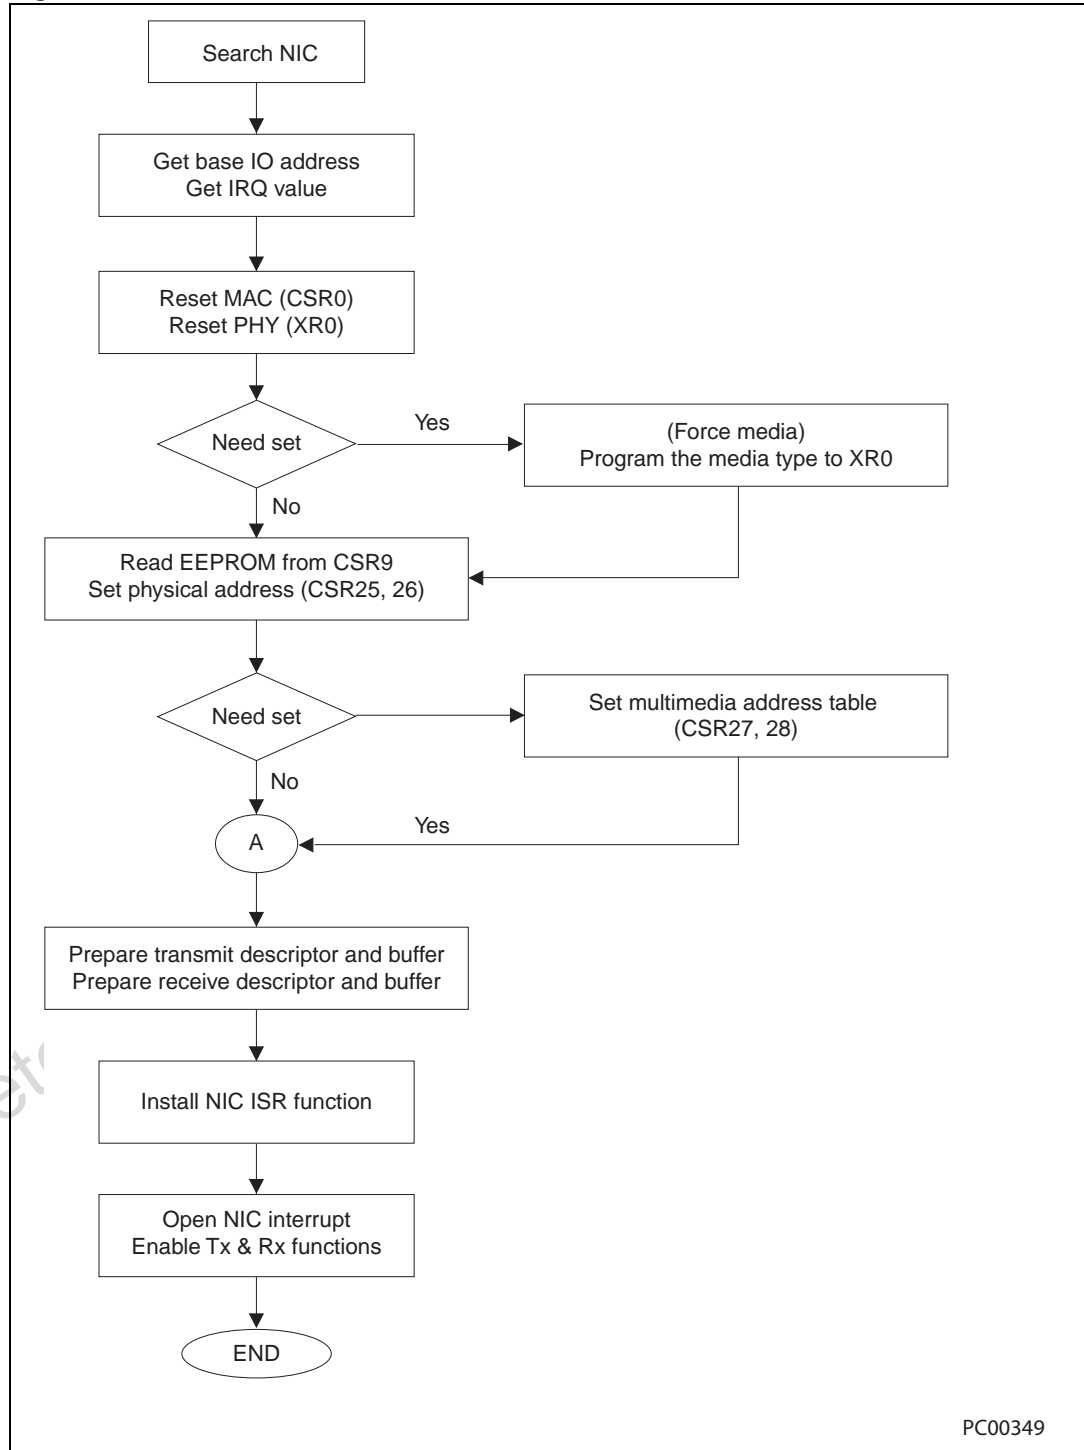 Search NIC
Get base IO address
Get IRQ value
Reset MAC (CSR0)
Reset PHY (XR0)
Need set
Yes
(Force media)
Program the media type to XR0
No
Read EEPROM from CSR9
Set physical address (CSR25, 26)
Need set
Set multimedia address table
(CSR27, 28)
No
Yes
A
Prepare transmit descriptor and buffer
Prepare receive descriptor and buffer
Install NIC ISR function
Open NIC interrupt
Enable Tx & Rx functions
END
PC00349